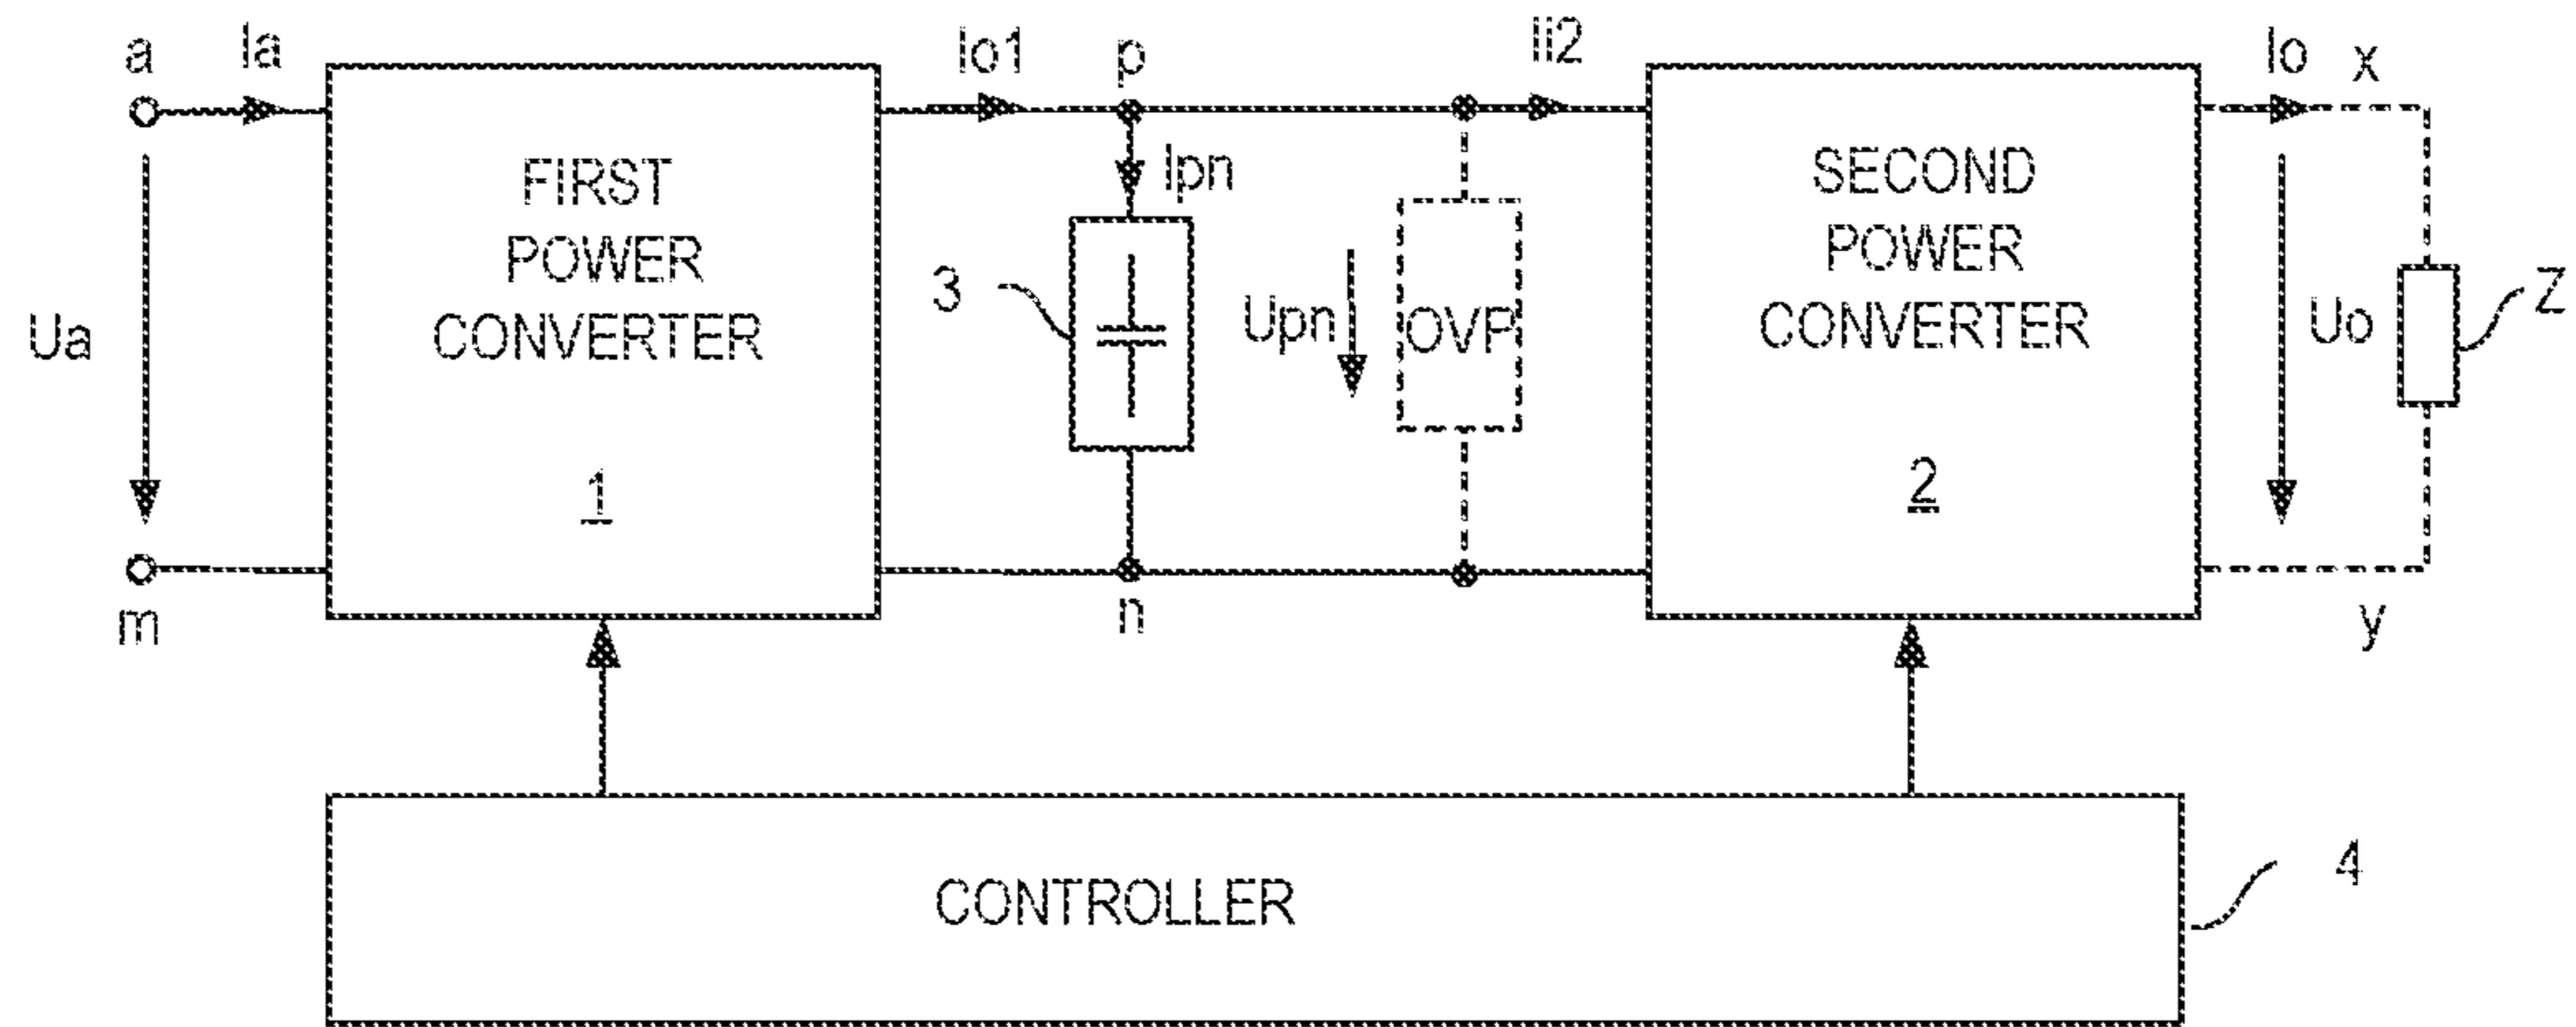 a
Ia
Io1
p
Ii2
Io
x
FIRST
POWER
CONVERTER
1
Ipn
3
Upn
OVP
SECOND
POWER
CONVERTER
2
Ua
Uo
Z
m
n
y
CONTROLLER
4